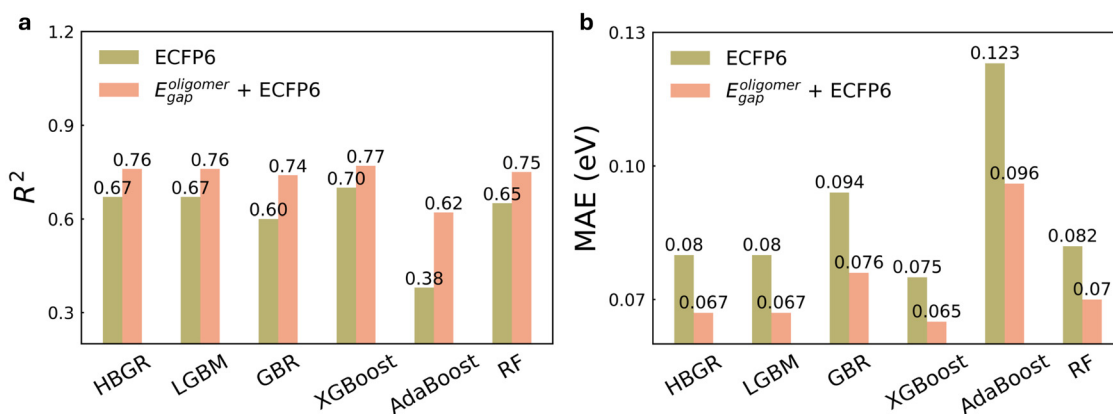 a
1.2
0.9
0.6
0.3
R²
ECFP6
E_gap^oligomer + ECFP6
0.67
0.76
0.67
0.76
0.60
0.74
0.70
0.77
0.38
0.62
0.65
0.75
HBGR
LGBM
GBR
XGBoost
AdaBoost
RF
b
0.13
0.10
0.07
MAE (eV)
ECFP6
E_gap^oligomer + ECFP6
0.08
0.067
0.08
0.067
0.094
0.076
0.075
0.065
0.123
0.096
0.082
0.07
HBGR
LGBM
GBR
XGBoost
AdaBoost
RF